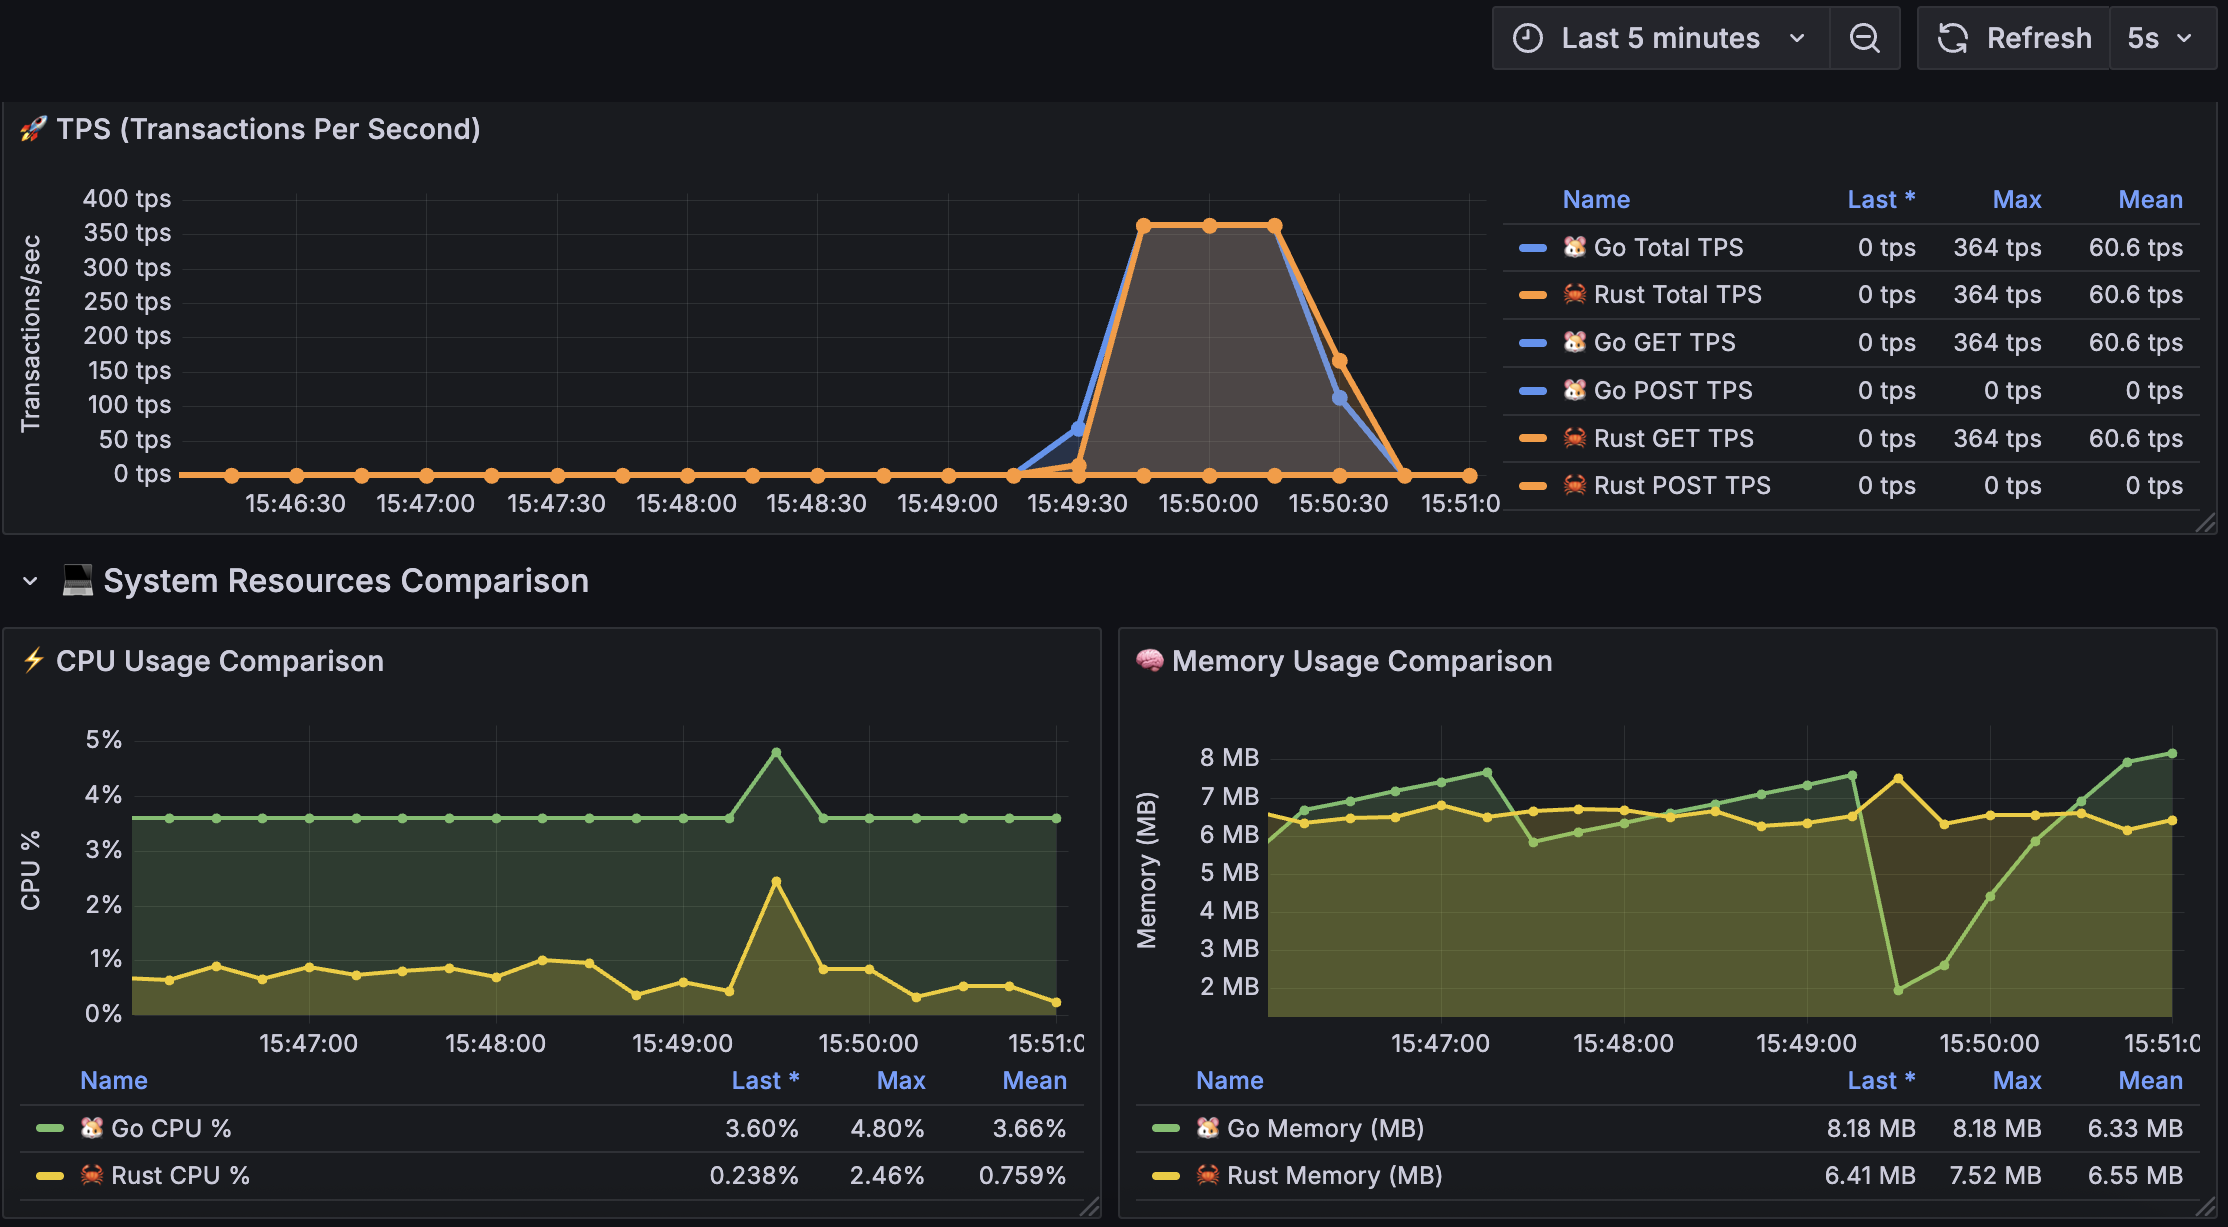 Last 5 minutes
Refresh
5s
🚀 TPS (Transactions Per Second)
Transactions/sec
400 tps
350 tps
300 tps
250 tps
200 tps
150 tps
100 tps
50 tps
0 tps
15:46:30 15:47:00 15:47:30 15:48:00 15:48:30 15:49:00 15:49:30 15:50:00 15:50:30 15:51:0
Name Last * Max Mean
🐹 Go Total TPS 0 tps 364 tps 60.6 tps
🦀 Rust Total TPS 0 tps 364 tps 60.6 tps
🐹 Go GET TPS 0 tps 364 tps 60.6 tps
🐹 Go POST TPS 0 tps 0 tps 0 tps
🦀 Rust GET TPS 0 tps 364 tps 60.6 tps
🦀 Rust POST TPS 0 tps 0 tps 0 tps
💻 System Resources Comparison
⚡ CPU Usage Comparison
CPU %
5%
4%
3%
2%
1%
0%
15:47:00 15:48:00 15:49:00 15:50:00 15:51:0
Name Last * Max Mean
🐹 Go CPU % 3.60% 4.80% 3.66%
🦀 Rust CPU % 0.238% 2.46% 0.759%
🧠 Memory Usage Comparison
Memory (MB)
8 MB
7 MB
6 MB
5 MB
4 MB
3 MB
2 MB
15:47:00 15:48:00 15:49:00 15:50:00 15:51:0
Name Last * Max Mean
🐹 Go Memory (MB) 8.18 MB 8.18 MB 6.33 MB
🦀 Rust Memory (MB) 6.41 MB 7.52 MB 6.55 MB